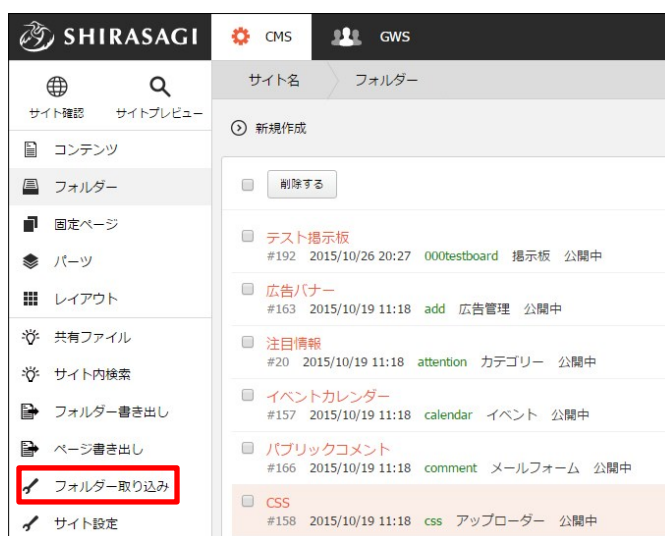 SHIRASAGI
CMS
GWS
サイト確認
サイトプレビュー
サイト名
フォルダー
新規作成
コンテンツ
フォルダー
固定ページ
パーツ
レイアウト
共有ファイル
サイト内検索
フォルダー書き出し
ページ書き出し
フォルダー取り込み
サイト設定
削除する
テスト掲示板
#192 2015/10/26 20:27 000testboard 掲示板 公開中
広告バナー
#163 2015/10/19 11:18 add 広告管理 公開中
注目情報
#20 2015/10/19 11:18 attention カテゴリー 公開中
イベントカレンダー
#157 2015/10/19 11:18 calendar イベント 公開中
パブリックコメント
#166 2015/10/19 11:18 comment メールフォーム 公開中
CSS
#158 2015/10/19 11:18 css アップローダー 公開中